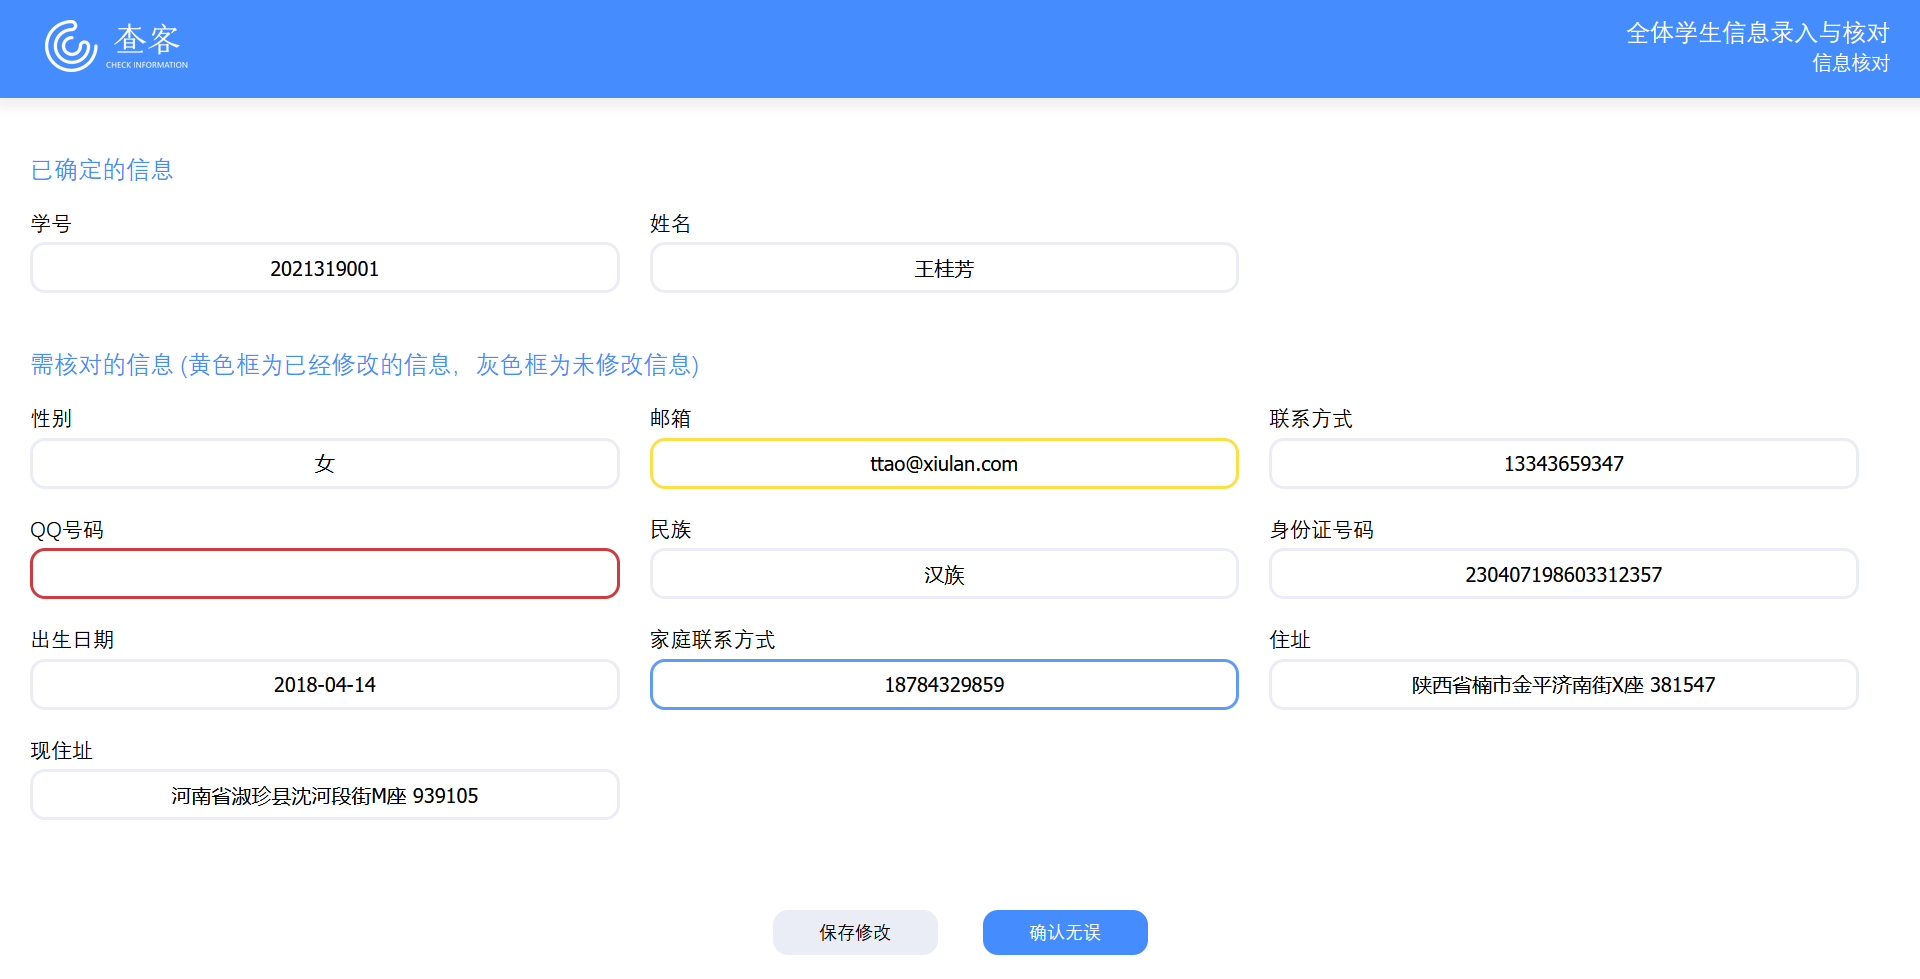 查客
CHECK INFORMATION
全体学生信息录入与核对
信息核对
已确定的信息
学号
姓名
2021319001
王桂芳
需核对的信息 (黄色框为已经修改的信息，灰色框为未修改信息)
性别
邮箱
联系方式
女
ttao@xiulan.com
13343659347
QQ号码
民族
身份证号码
汉族
230407198603312357
出生日期
家庭联系方式
住址
2018-04-14
18784329859
陕西省楠市金平济南街X座 381547
现住址
河南省淑珍县沈河段街M座 939105
保存修改
确认无误